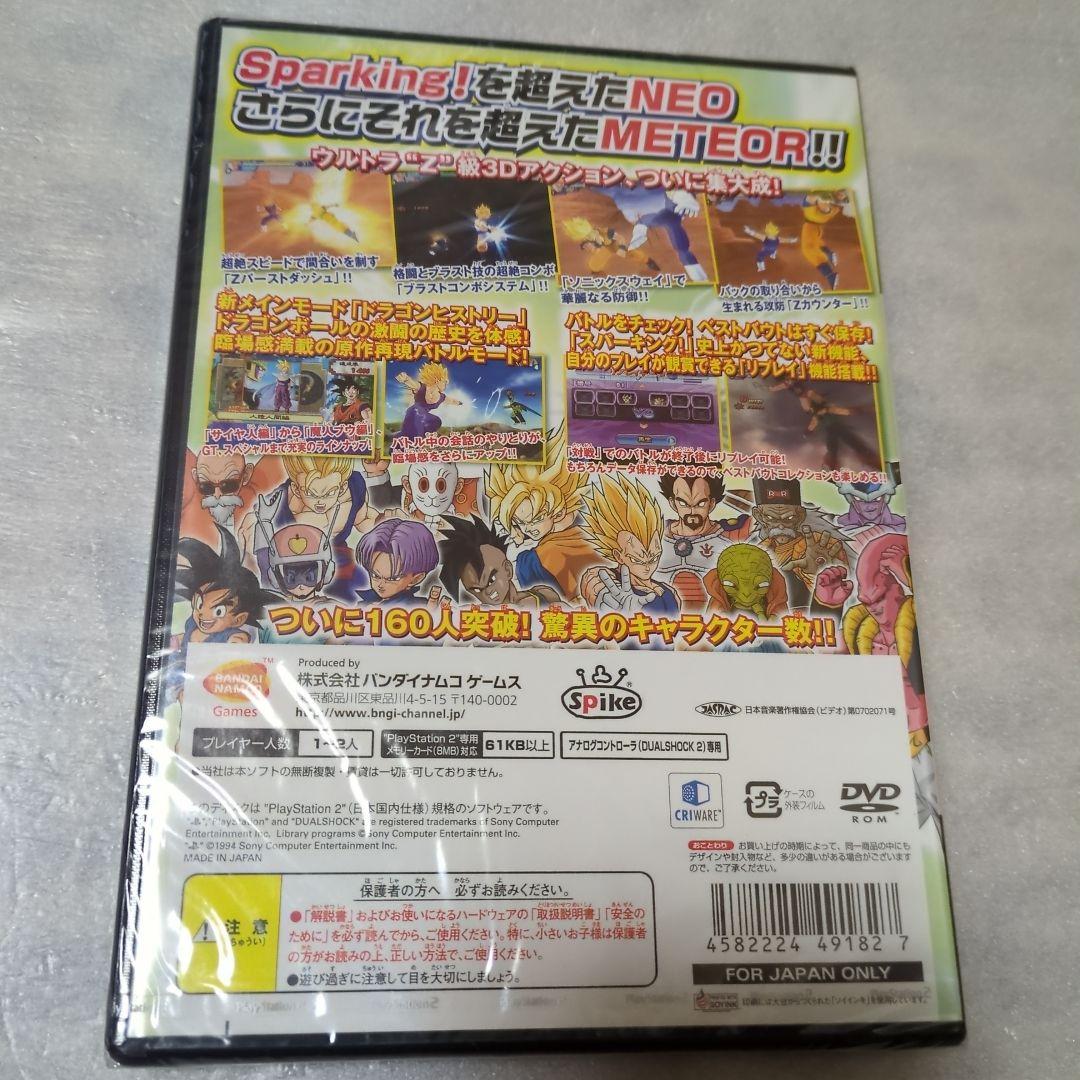 Sparking!を超えたNEO
さらにそれを超えたMETEOR!!
ウルトラ“Z”級3Dアクション、ついに集大成!
超絶スピードで間合いを制す
「Zバーストダッシュ」!!
格闘とブラスト技の超絶コンボ
「ブラストコンボシステム」!!
「ソニックスウェイ」で
華麗なる防御!!
バックの取り合いから
生まれる攻防「Zカウンター」!!
新メインモード「ドラゴンヒストリー」
ドラゴンボールの激闘の歴史を体感!
臨場感満載の原作再現バトルモード!
「サイヤ人編」から「魔人ブウ編」、
GT、スペシャルまで充実のラインナップ!
バトル中の会話のやりとりが、
臨場感をさらにアップ!!
バトルをチェック! ベストバウトはすぐ保存!
「スパーキング!」史上かつてない新機能、
自分のプレイが観賞できる「リプレイ」機能搭載!!
「対戦」でのバトルが終了後にリプレイ可能!
もちろんデータ保存ができるので、ベストバウトコレクションも楽しめる!!
ついに160人突破! 驚異のキャラクター数!!
BANDAI
NAMCO
Games
TM
Produced by
株式会社 バンダイナムコ ゲームス
東京都品川区東品川4-5-15 〒140-0002
http://www.bngi-channel.jp/
Spike
®
JASRAC
日本音楽著作権協会(ビデオ)第0702071号
プレイヤー人数 1〜2人
"PlayStation 2"専用
メモリーカード(8MB)対応
61KB以上
アナログコントローラ(DUALSHOCK 2)専用
●当社は本ソフトの無断複製・賃貸は一切許可しておりません。
このディスクは "PlayStation 2" (日本国内仕様) 規格のソフトウェアです。
"PlayStation" and "DUALSHOCK" are registered trademarks of Sony Computer
Entertainment Inc. Library programs ©Sony Computer Entertainment Inc.
©1994 Sony Computer Entertainment Inc.
MADE IN JAPAN
CRIWARE™
プラ
ケースの
外装フィルム
DVD
ROM
おことわり お買い上げの時期によって、同一商品の中にも
デザインや封入物など、多少の違いがある場合がございます
ので、ご了承ください。
注意
(ちゅうい)
保護者の方へ 必ずお読みください。
●「解説書」およびお使いになるハードウェアの「取扱説明書」「安全の
ために」を必ず読んでから、ご使用ください。特に、小さいお子様は保護者
の方がお読みの上、正しい方法で、ご使用ください。
●遊び過ぎに注意して目を大切にしましょう。
4582224 49182 7
FOR JAPAN ONLY
PRINTED WITH
SOY INK
印刷には大豆からつくられた「ソイインキ」を使用しています。